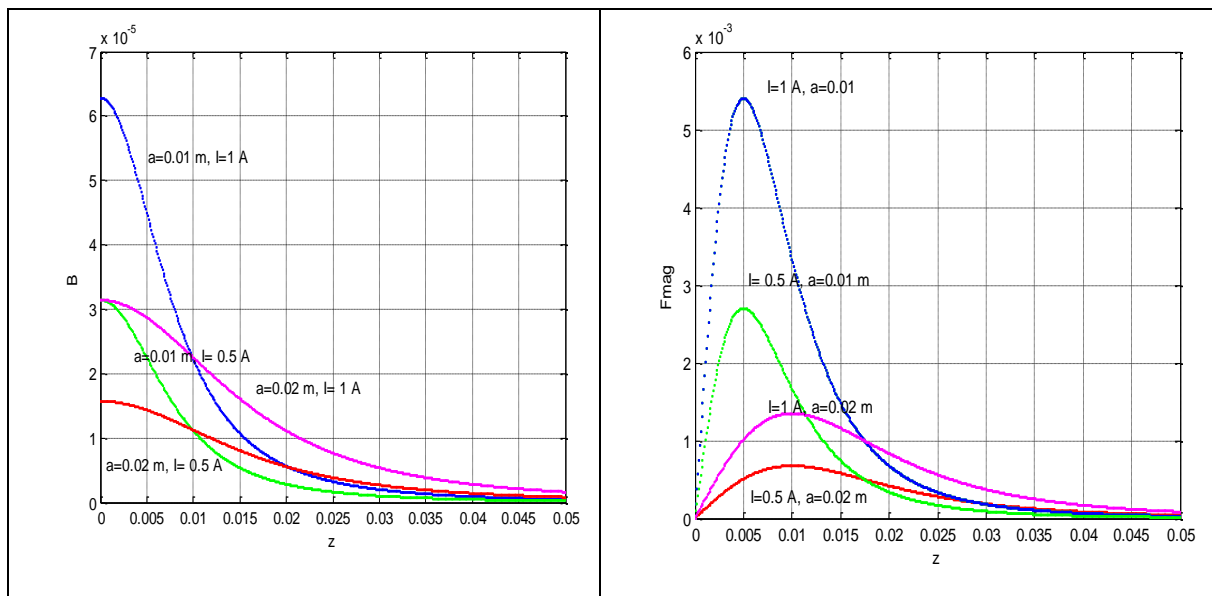 x 10⁻⁵
7
6
5
4
3
2
1
0
B
a=0.01 m, I=1 A
a=0.01 m, I= 0.5 A
a=0.02 m, I= 1 A
a=0.02 m, I= 0.5 A
0 0.005 0.01 0.015 0.02 0.025 0.03 0.035 0.04 0.045 0.05
z
x 10⁻³
6
5
4
3
2
1
0
Fmag
I=1 A, a=0.01
I= 0.5 A, a=0.01 m
I=1 A, a=0.02 m
I=0.5 A, a=0.02 m
0 0.005 0.01 0.015 0.02 0.025 0.03 0.035 0.04 0.045 0.05
z